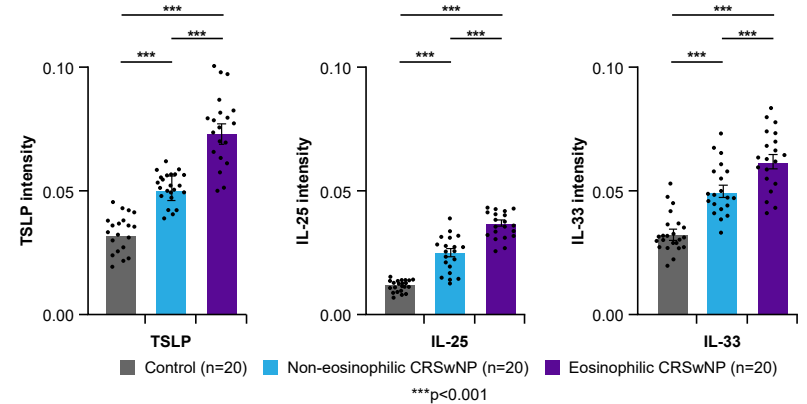 *** *** ***
*** *** ***
*** *** ***
0.10 0.10 0.10
0.05 0.05 0.05
0.00 0.00 0.00
TSLP intensity
IL-25 intensity
IL-33 intensity
TSLP IL-25 IL-33
Control (n=20) Non-eosinophilic CRSwNP (n=20) Eosinophilic CRSwNP (n=20)
***p<0.001